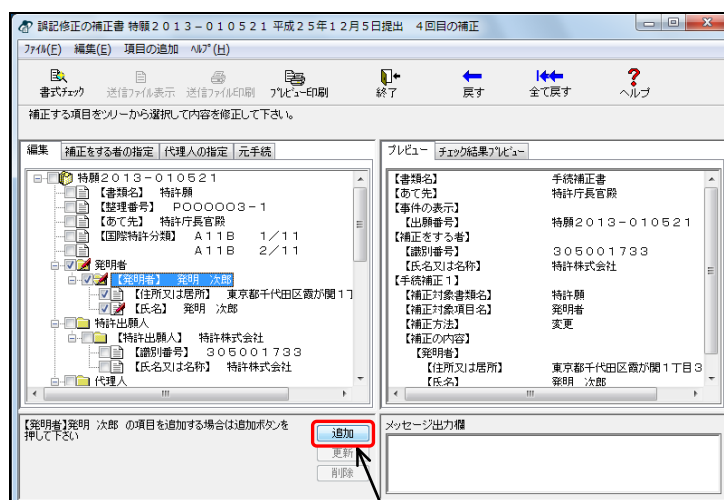 誤記修正の補正書 特願２０１３－０１０５２１ 平成２５年１２月５日提出 ４回目の補正
ﾌｧｲﾙ(F) 編集(E) 項目の追加 ﾍﾙﾌﾟ(H)
書式ﾁｪｯｸ 送信ﾌｧｲﾙ表示 送信ﾌｧｲﾙ印刷 ﾌﾟﾚﾋﾞｭｰ印刷 終了 戻す 全て戻す ヘルプ
補正する項目をツリーから選択して内容を修正して下さい。
編集 補正をする者の指定 代理人の指定 元手続
特願２０１３－０１０５２１
【書類名】 特許願
【整理番号】 Ｐ０００００３－１
【あて先】 特許庁長官殿
【国際特許分類】 Ａ１１Ｂ １／１１
Ａ１１Ｂ ２／１１
発明者
【発明者】 発明 次郎
【住所又は居所】 東京都千代田区霞が関１丁
【氏名】 発明 次郎
特許出願人
【特許出願人】 特許株式会社
【識別番号】 ３０５００１７３３
【氏名又は名称】 特許株式会社
代理人
プレビュー チェック結果プレビュー
【書類名】 手続補正書
【あて先】 特許庁長官殿
【事件の表示】
【出願番号】 特願２０１３－０１０５２１
【補正をする者】
【識別番号】 ３０５００１７３３
【氏名又は名称】 特許株式会社
【手続補正１】
【補正対象書類名】 特許願
【補正対象項目名】 発明者
【補正方法】 変更
【補正の内容】
【発明者】
【住所又は居所】 東京都千代田区霞が関１丁目３
【氏名】 発明 次郎
【発明者】発明 次郎 の項目を追加する場合は追加ボタンを
押して下さい
追加
更新
削除
メッセージ出力欄